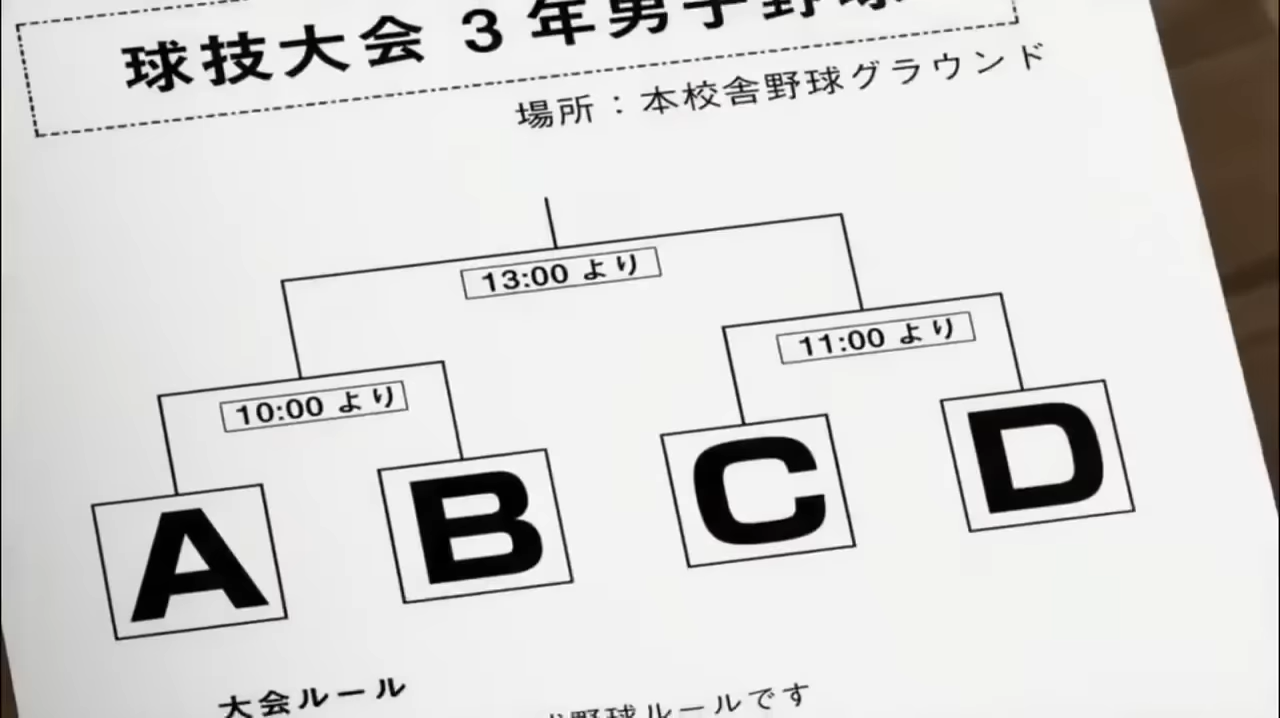 球技大会 3 年男子野球
場所：本校舎野球グラウンド
13:00 より
11:00 より
10:00 より
A B C D
大会ルール
野球ルールです